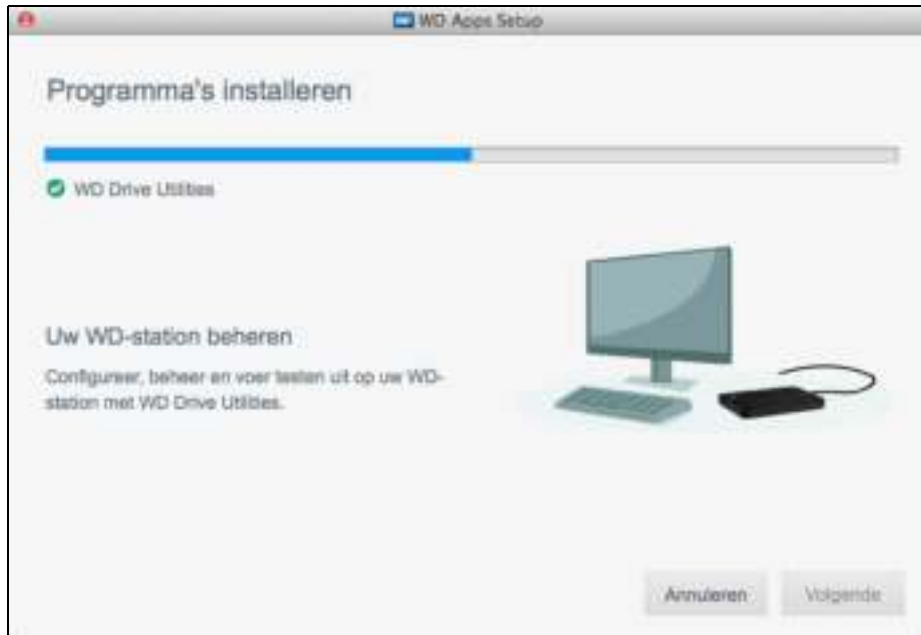 WD Apps Setup
Programma's installeren
WD Drive Utilities
Uw WD-station beheren
Configureer, beheer en voer testen uit op uw WD-
station met WD Drive Utilities.
Annuleren
Volgende